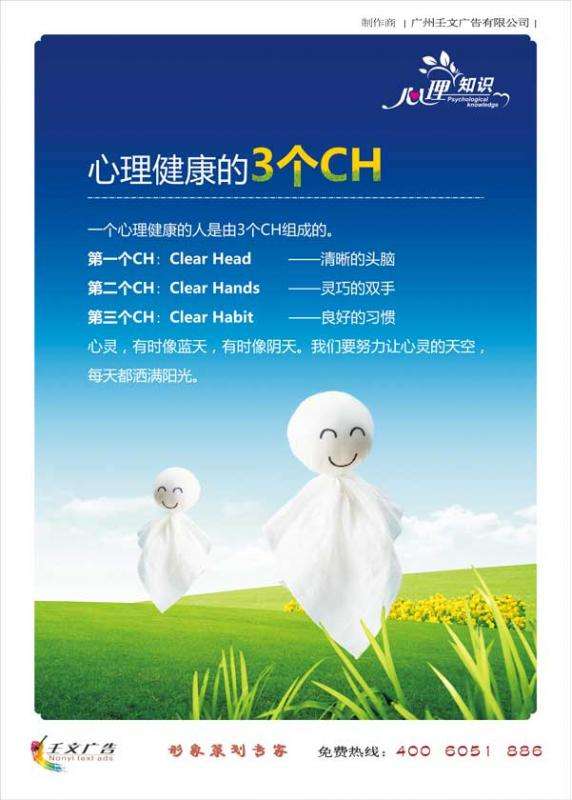 制作商 | 广州壬文广告有限公司 |
心理 知识
Psychological
knowledge
心理健康的3个CH
一个心理健康的人是由3个CH组成的。
第一个CH：Clear Head ——清晰的头脑
第二个CH：Clear Hands ——灵巧的双手
第三个CH：Clear Habit ——良好的习惯
心灵，有时像蓝天，有时像阴天。我们要努力让心灵的天空，
每天都洒满阳光。
壬文广告 形象策划专家 免费热线：400 6051 886
Nonyi text ads